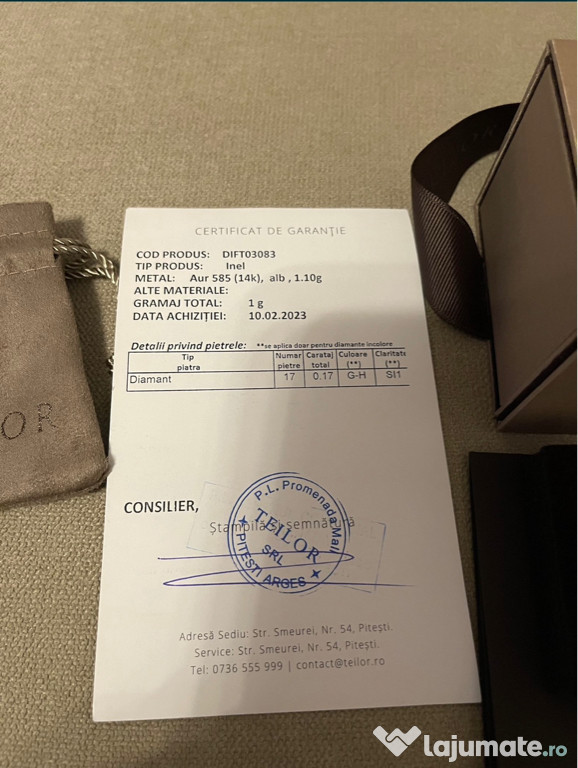 CERTIFICAT DE GARANŢIE
COD PRODUS: DIFT03083
TIP PRODUS: Inel
METAL: Aur 585 (14k), alb , 1.10g
ALTE MATERIALE:
GRAMAJ TOTAL: 1 g
DATA ACHIZIȚIEI: 10.02.2023
Detalii privind pietrele: **se aplica doar pentru diamante incolore
Tip piatra Numar pietre Carataj total Culoare (**) Claritate (**)
Diamant 17 0.17 G-H SI1
OR
CONSILIER,
Ștampilă și semnătură
P.L. Promenada Mall
TEILOR
SRL
PITESTI ARGES
Adresă Sediu: Str. Smeurei, Nr. 54, Pitești.
Service: Str. Smeurei, Nr. 54, Pitești.
Tel: 0736 555 999 | contact@teilor.ro
lajumate.ro